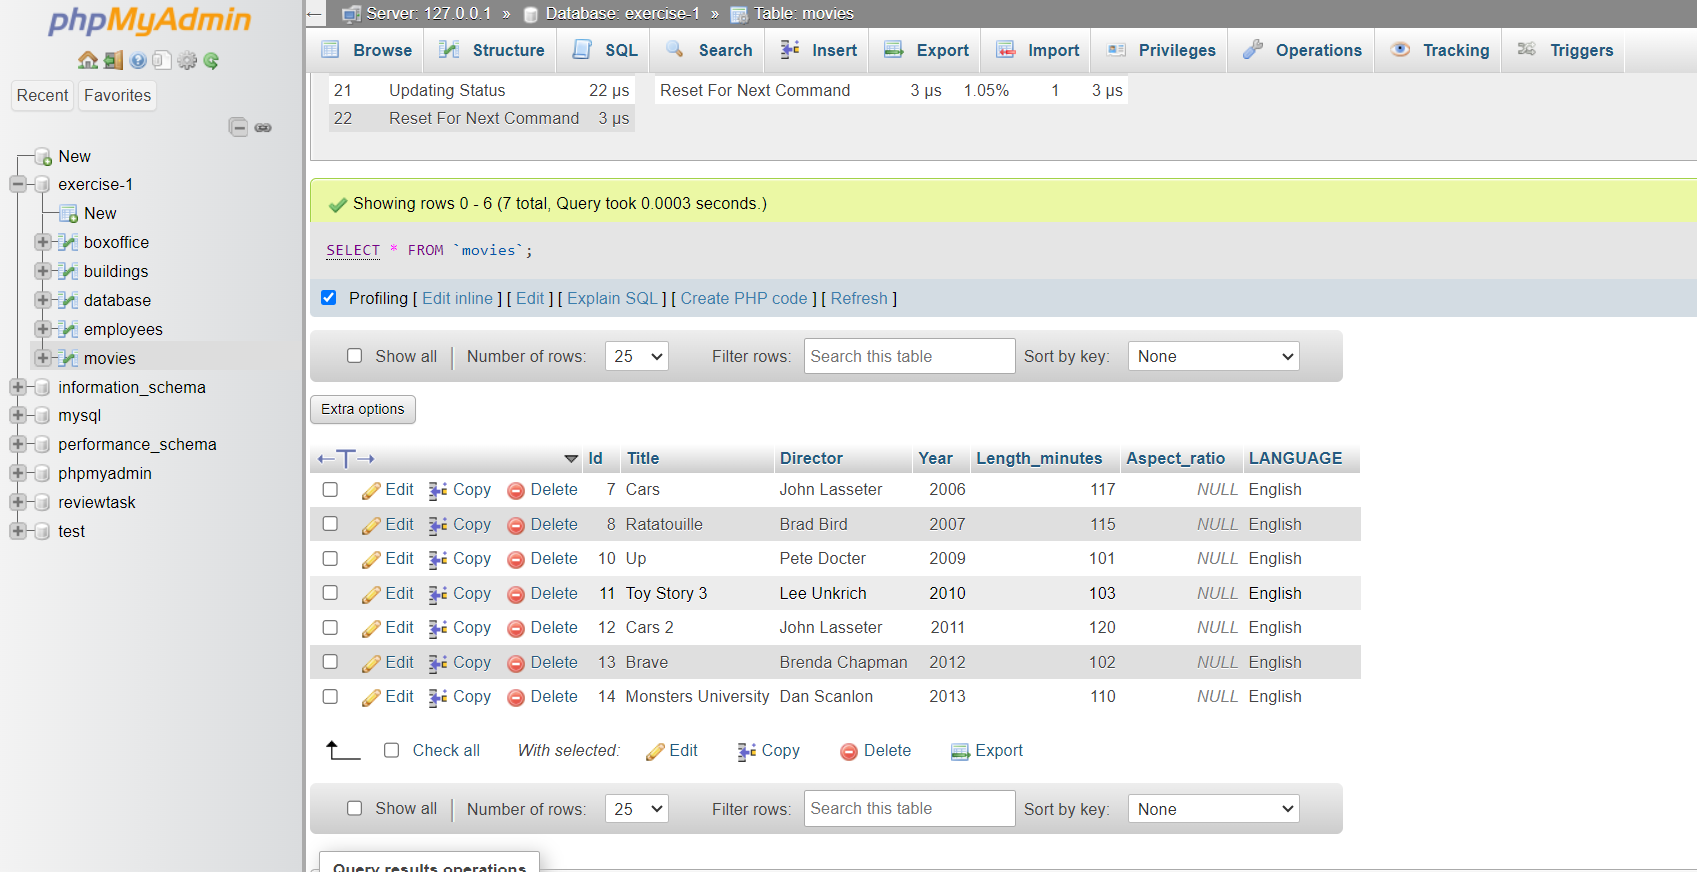 phpMyAdmin
Recent Favorites
New
exercise-1
New
boxoffice
buildings
database
employees
movies
information_schema
mysql
performance_schema
phpmyadmin
reviewtask
test
← Server: 127.0.0.1 » Database: exercise-1 » Table: movies
Browse Structure SQL Search Insert Export Import Privileges Operations Tracking Triggers
21 Updating Status 22 µs Reset For Next Command 3 µs 1.05% 1 3 µs
22 Reset For Next Command 3 µs
Showing rows 0 - 6 (7 total, Query took 0.0003 seconds.)
SELECT * FROM `movies`;
Profiling [ Edit inline ] [ Edit ] [ Explain SQL ] [ Create PHP code ] [ Refresh ]
Show all Number of rows: 25 Filter rows: Search this table Sort by key: None
Extra options
←T→ Id Title Director Year Length_minutes Aspect_ratio LANGUAGE
Edit Copy Delete 7 Cars John Lasseter 2006 117 NULL English
Edit Copy Delete 8 Ratatouille Brad Bird 2007 115 NULL English
Edit Copy Delete 10 Up Pete Docter 2009 101 NULL English
Edit Copy Delete 11 Toy Story 3 Lee Unkrich 2010 103 NULL English
Edit Copy Delete 12 Cars 2 John Lasseter 2011 120 NULL English
Edit Copy Delete 13 Brave Brenda Chapman 2012 102 NULL English
Edit Copy Delete 14 Monsters University Dan Scanlon 2013 110 NULL English
Check all With selected: Edit Copy Delete Export
Show all Number of rows: 25 Filter rows: Search this table Sort by key: None
Query results operations